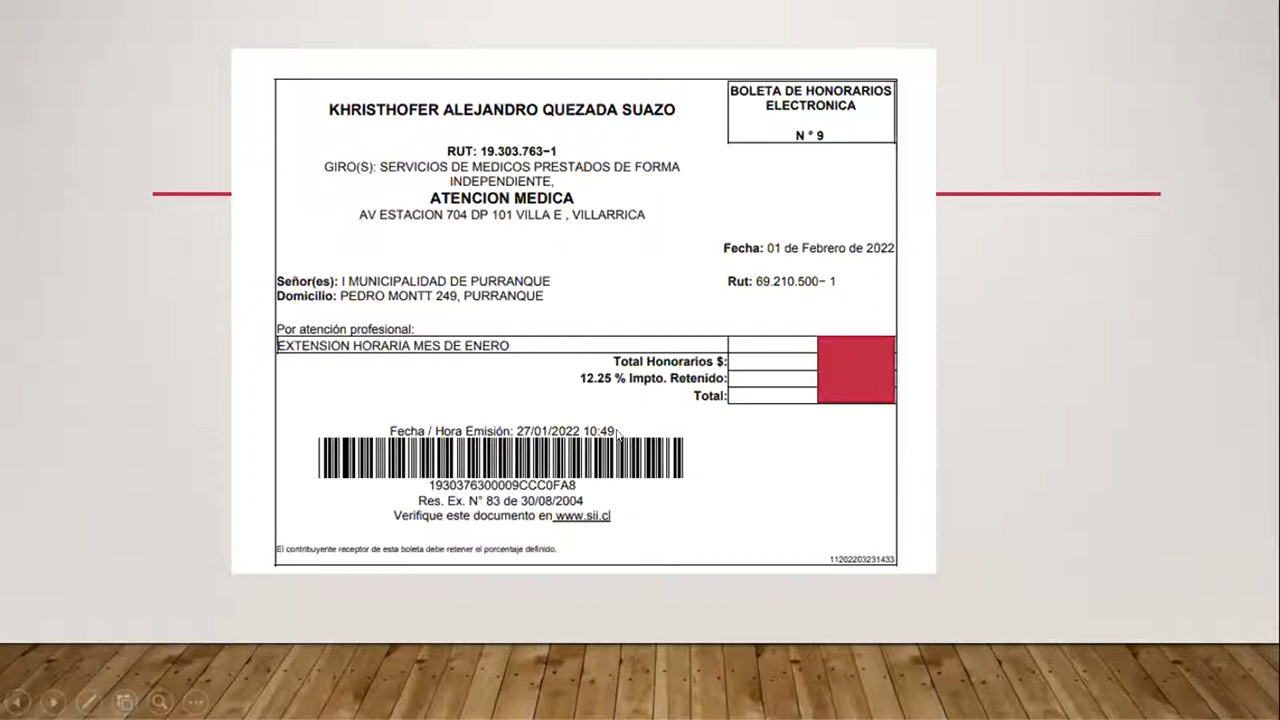 KHRISTHOFER ALEJANDRO QUEZADA SUAZO
BOLETA DE HONORARIOS
ELECTRONICA
N ° 9
RUT: 19.303.763−1
GIRO(S): SERVICIOS DE MEDICOS PRESTADOS DE FORMA
INDEPENDIENTE,
ATENCION MEDICA
AV ESTACION 704 DP 101 VILLA E , VILLARRICA
Fecha: 01 de Febrero de 2022
Señor(es): I MUNICIPALIDAD DE PURRANQUE
Rut: 69.210.500− 1
Domicilio: PEDRO MONTT 249, PURRANQUE
Por atención profesional:
EXTENSION HORARIA MES DE ENERO
Total Honorarios $:
12.25 % Impto. Retenido:
Total:
Fecha / Hora Emisión: 27/01/2022 10:49
1930376300009CCC0FA8
Res. Ex. N° 83 de 30/08/2004
Verifique este documento en www.sii.cl
El contribuyente receptor de esta boleta debe retener el porcentaje definido.
11202203231433